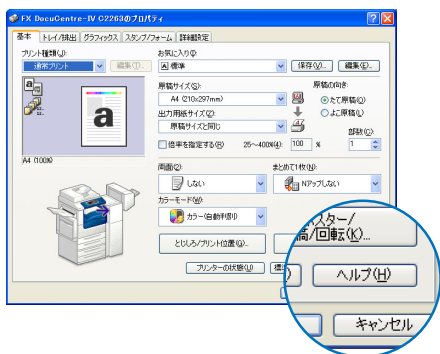 FX DocuCentre-IV C2263のプロパティ
基本 トレイ/排出 グラフィックス スタンプ/フォーム 詳細設定
プリント種類(J):
通常プリント 編集(T)...
お気に入り(F):
標準 保存(V)... 編集(E)...
原稿サイズ(S): 原稿の向き:
A4 (210x297mm) たて原稿(O)
出力用紙サイズ(Z): よこ原稿(L)
原稿サイズと同じ 部数(C):
倍率を指定する(R) 25～400%(4): 100 % 1
A4 (100%)
両面(2): まとめて1枚(N):
しない Nアップしない
カラーモード(W):
カラー(自動判別)
とじしろ/プリント位置(G)...
スター/
/回転(K)...
プリンターの状態(U)
ヘルプ(H)
キャンセル